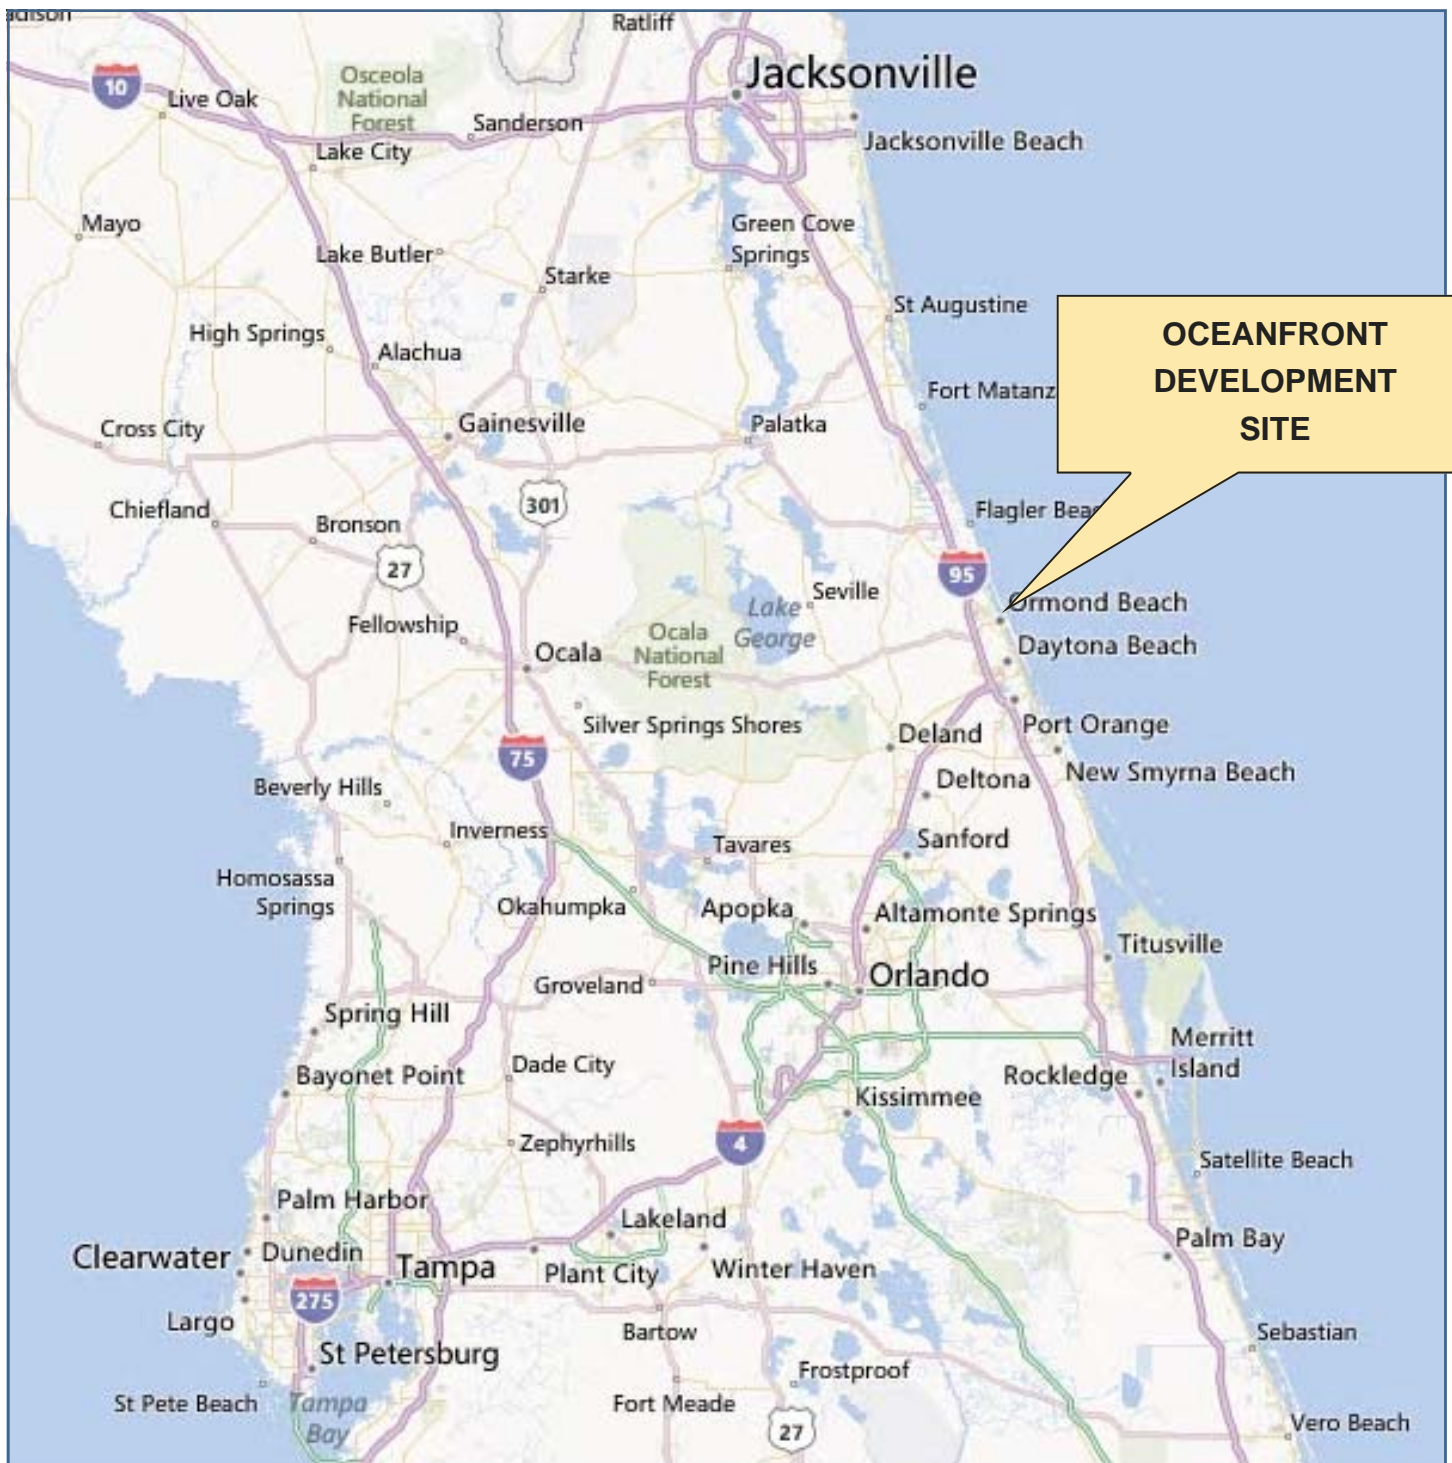 adison
Ratliff
Jacksonville
10
Live Oak
Osceola
National
Forest
Sanderson
Jacksonville Beach
Lake City
Mayo
Green Cove
Springs
Lake Butler
Starke
St Augustine
OCEANFRONT
DEVELOPMENT
SITE
High Springs
Alachua
Fort Matanz
Cross City
Gainesville
Palatka
Chiefland
301
Flagler Bea
Bronson
27
95
Seville
Lake
George
Ormond Beach
Fellowship
Ocala
National
Forest
Ocala
Daytona Beach
Silver Springs Shores
Deland
Port Orange
75
New Smyrna Beach
Beverly Hills
Deltona
Inverness
Tavares
Sanford
Homosassa
Springs
Okahumpka
Apopka
Altamonte Springs
Titusville
Pine Hills
Orlando
Groveland
Spring Hill
Merritt
Island
Dade City
Bayonet Point
Rockledge
Kissimmee
4
Zephyrhills
Satellite Beach
Palm Harbor
Lakeland
Clearwater
Dunedin
Tampa
Plant City
Winter Haven
Palm Bay
275
Largo
Bartow
Sebastian
St Petersburg
Frostproof
St Pete Beach
Tampa
Bay
Fort Meade
27
Vero Beach